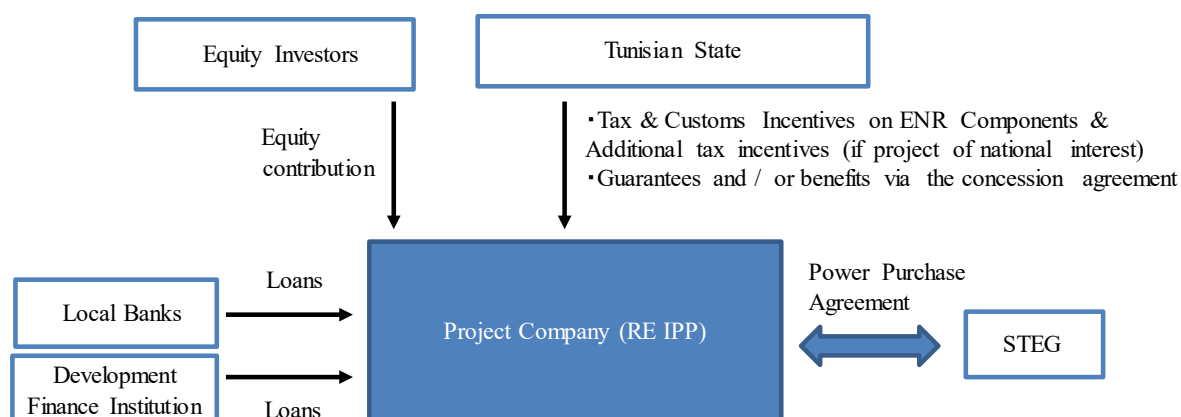 Equity Investors
Tunisian State
Equity
contribution
・Tax & Customs Incentives on ENR Components &
Additional tax incentives (if project of national interest)
・Guarantees and / or benefits via the concession agreement
Loans
Local Banks
Project Company (RE IPP)
Power Purchase
Agreement
STEG
Development
Finance Institution
Loans